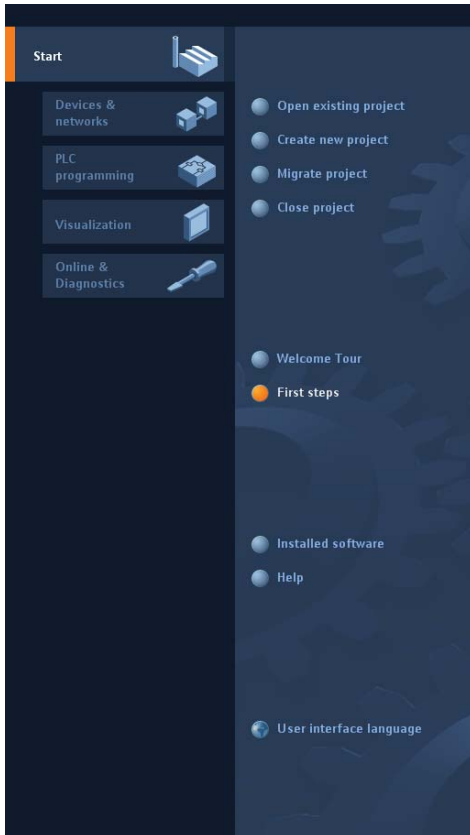 Start
Devices &
networks
PLC
programming
Visualization
Online &
Diagnostics
Open existing project
Create new project
Migrate project
Close project
Welcome Tour
First steps
Installed software
Help
User interface language